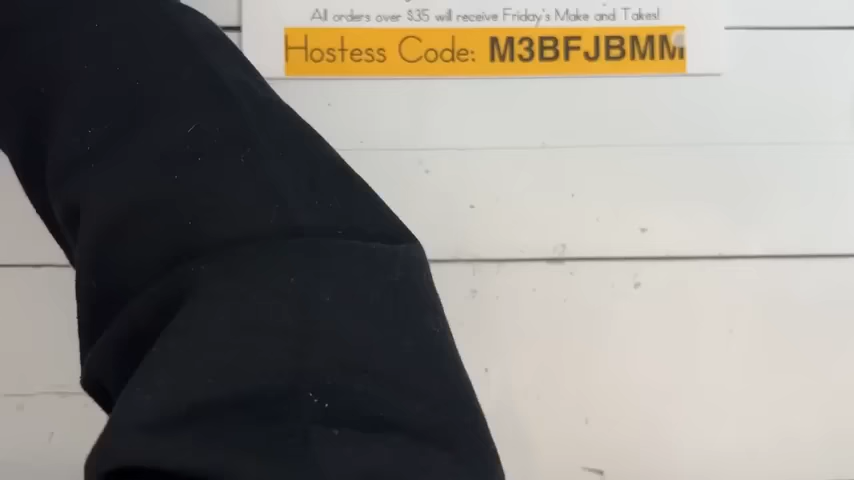 All orders over $35 will receive Friday's Make and Takes!
Hostess Code: M3BFJBMM